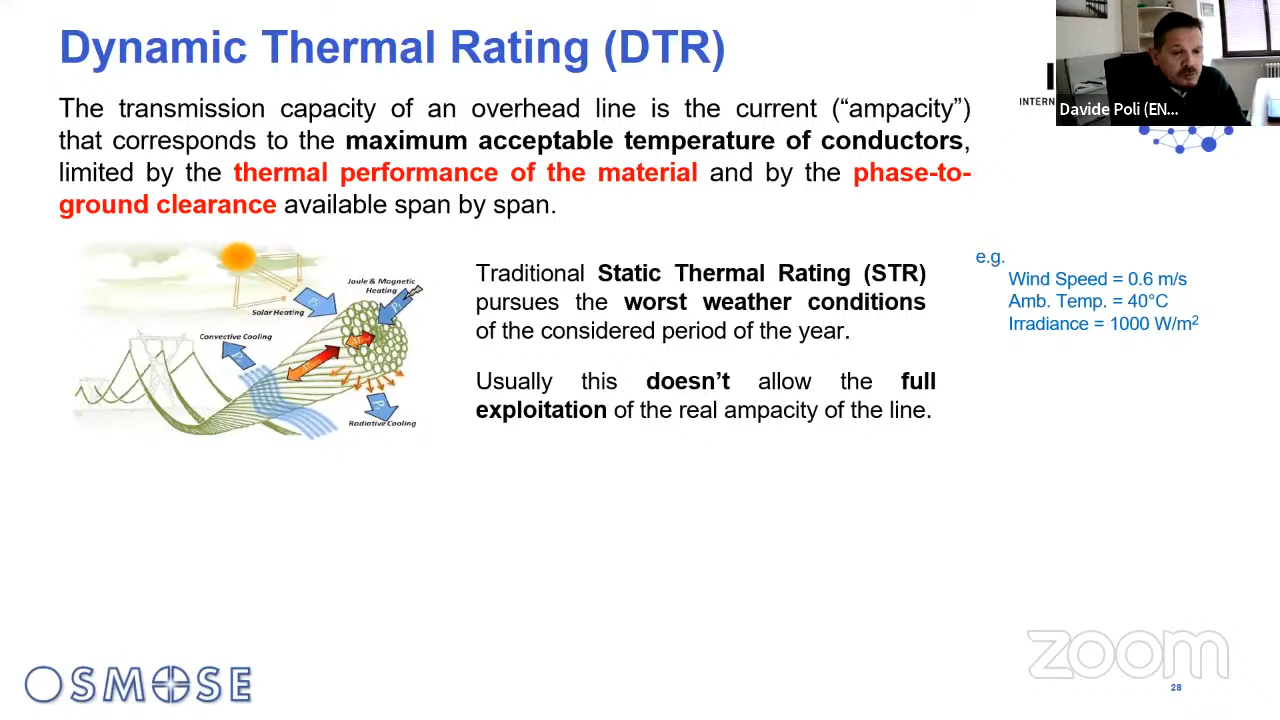 Dynamic Thermal Rating (DTR)
The transmission capacity of an overhead line is the current (“ampacity”)
that corresponds to the maximum acceptable temperature of conductors,
limited by the thermal performance of the material and by the phase-to-
ground clearance available span by span.
INTERN
Davide Poli (EN...
Joule & Magnetic
Heating
Solar Heating
Convective Cooling
Radiative Cooling
Traditional Static Thermal Rating (STR)
pursues the worst weather conditions
of the considered period of the year.
Usually this doesn’t allow the full
exploitation of the real ampacity of the line.
e.g.
Wind Speed = 0.6 m/s
Amb. Temp. = 40°C
Irradiance = 1000 W/m²
OSMOSE
zoom
28